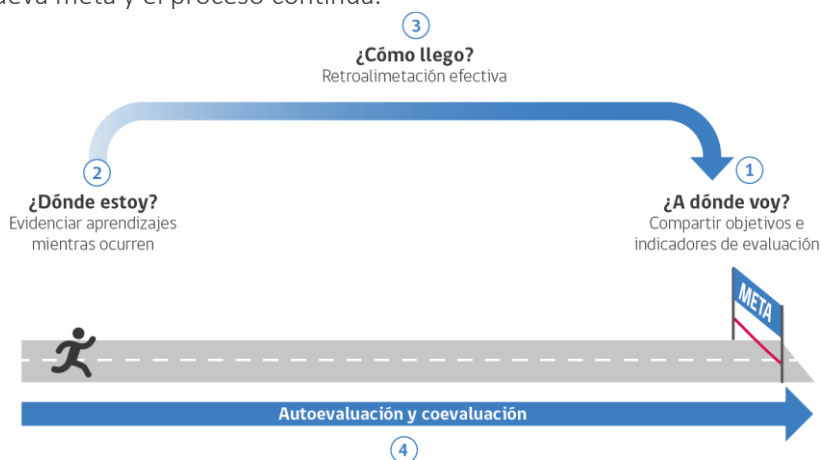 ueva meta y el proceso continúa.
3
¿Cómo llego?
Retroalimetación efectiva
2
¿Dónde estoy?
Evidenciar aprendizajes
mientras ocurren
1
¿A dónde voy?
Compartir objetivos e
indicadores de evaluación
META
Autoevaluación y coevaluación
4